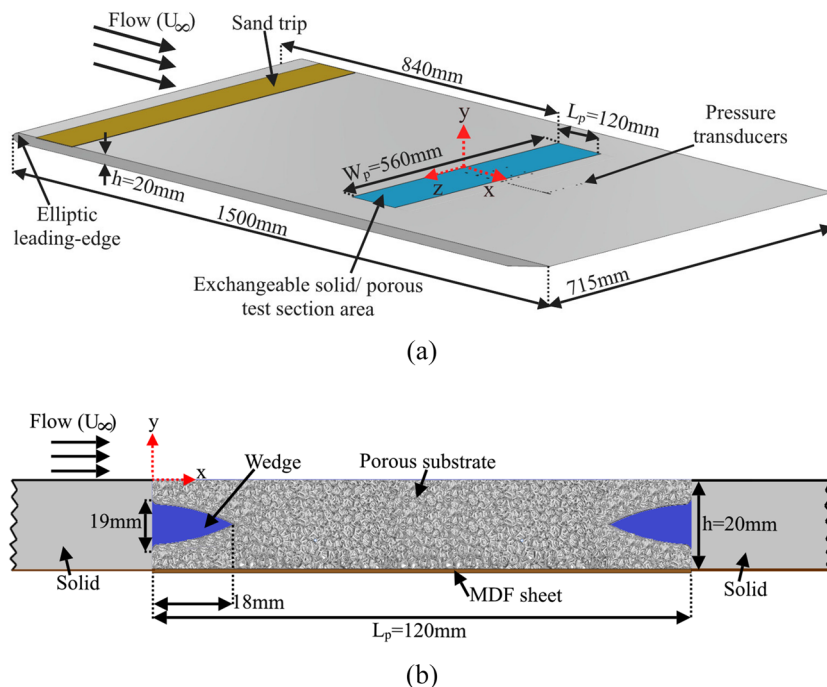 Flow (U∞)
Sand trip
840mm
Lp=120mm
Pressure
transducers
y
Wp=560mm
z
x
h=20mm
Elliptic
leading-edge
1500mm
Exchangeable solid/ porous
test section area
715mm
(a)
Flow (U∞)
y
x
Wedge
Porous substrate
19mm
h=20mm
Solid
MDF sheet
Solid
18mm
Lp=120mm
(b)